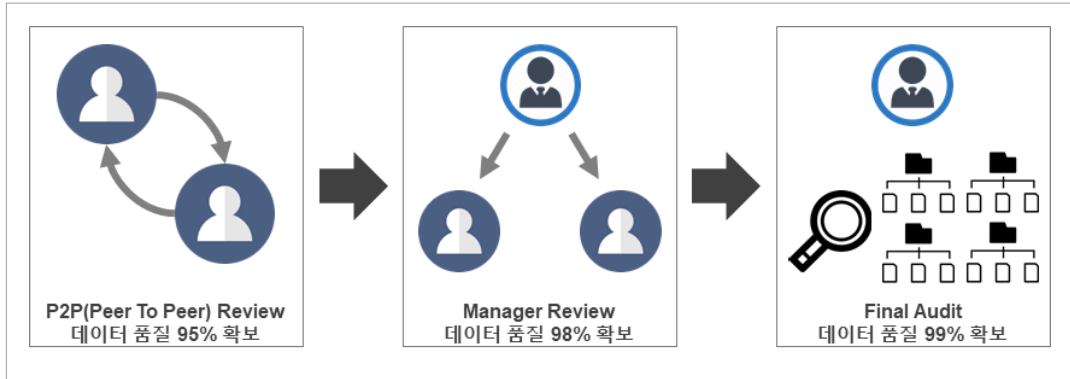 P2P(Peer To Peer) Review
데이터 품질 95% 확보
Manager Review
데이터 품질 98% 확보
Final Audit
데이터 품질 99% 확보